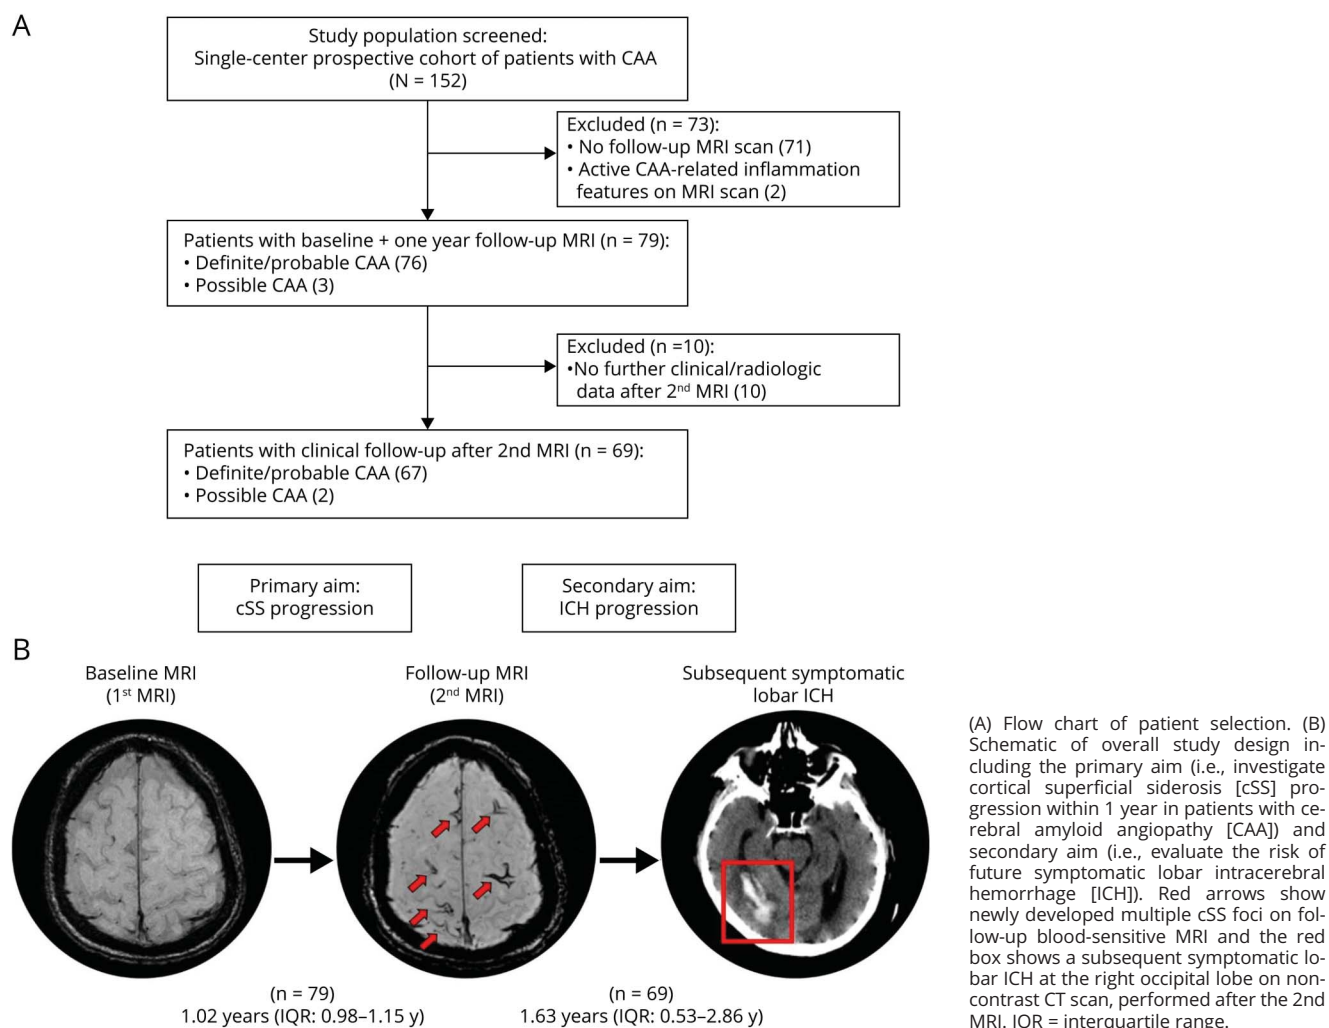 A
Study population screened:
Single-center prospective cohort of patients with CAA
(N = 152)
Excluded (n = 73):
• No follow-up MRI scan (71)
• Active CAA-related inflammation
features on MRI scan (2)
Patients with baseline + one year follow-up MRI (n = 79):
• Definite/probable CAA (76)
• Possible CAA (3)
Excluded (n =10):
•No further clinical/radiologic
data after 2nd MRI (10)
Patients with clinical follow-up after 2nd MRI (n = 69):
• Definite/probable CAA (67)
• Possible CAA (2)
Primary aim:
cSS progression
Secondary aim:
ICH progression
B
Baseline MRI
(1st MRI)
Follow-up MRI
(2nd MRI)
Subsequent symptomatic
lobar ICH
(n = 79)
1.02 years (IQR: 0.98–1.15 y)
(n = 69)
1.63 years (IQR: 0.53–2.86 y)
(A) Flow chart of patient selection. (B)
Schematic of overall study design in-
cluding the primary aim (i.e., investigate
cortical superficial siderosis [cSS] pro-
gression within 1 year in patients with ce-
rebral amyloid angiopathy [CAA]) and
secondary aim (i.e., evaluate the risk of
future symptomatic lobar intracerebral
hemorrhage [ICH]). Red arrows show
newly developed multiple cSS foci on fol-
low-up blood-sensitive MRI and the red
box shows a subsequent symptomatic lo-
bar ICH at the right occipital lobe on non-
contrast CT scan, performed after the 2nd
MRI. IQR = interquartile range.